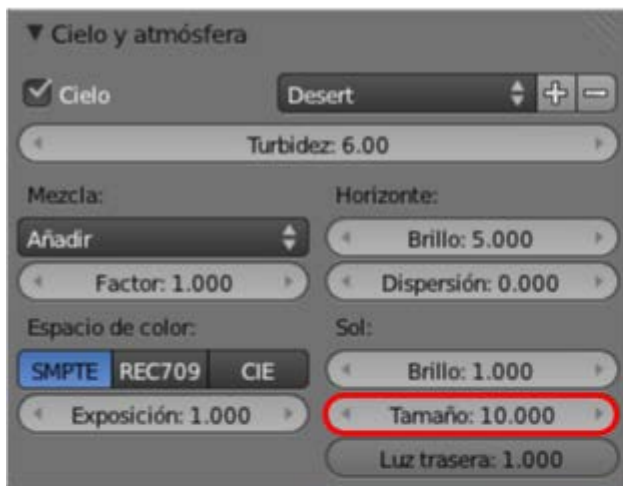 Cielo y atmósfera
Cielo Desert
Turbidez: 6.00
Mezcla: Horizonte:
Añadir Brillo: 5.000
Factor: 1.000 Dispersión: 0.000
Espacio de color: Sol:
SMPTE REC709 CIE Brillo: 1.000
Exposición: 1.000 Tamaño: 10.000
Luz trasera: 1.000